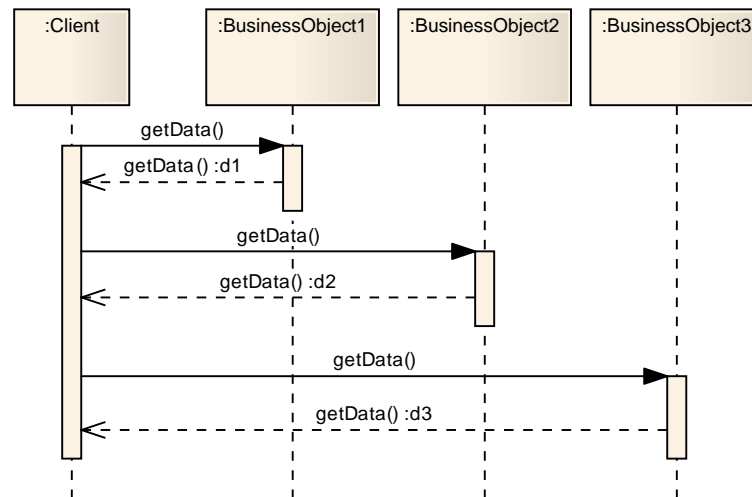 :Client
:BusinessObject1
:BusinessObject2
:BusinessObject3
getData()
getData() :d1
getData()
getData() :d2
getData()
getData() :d3